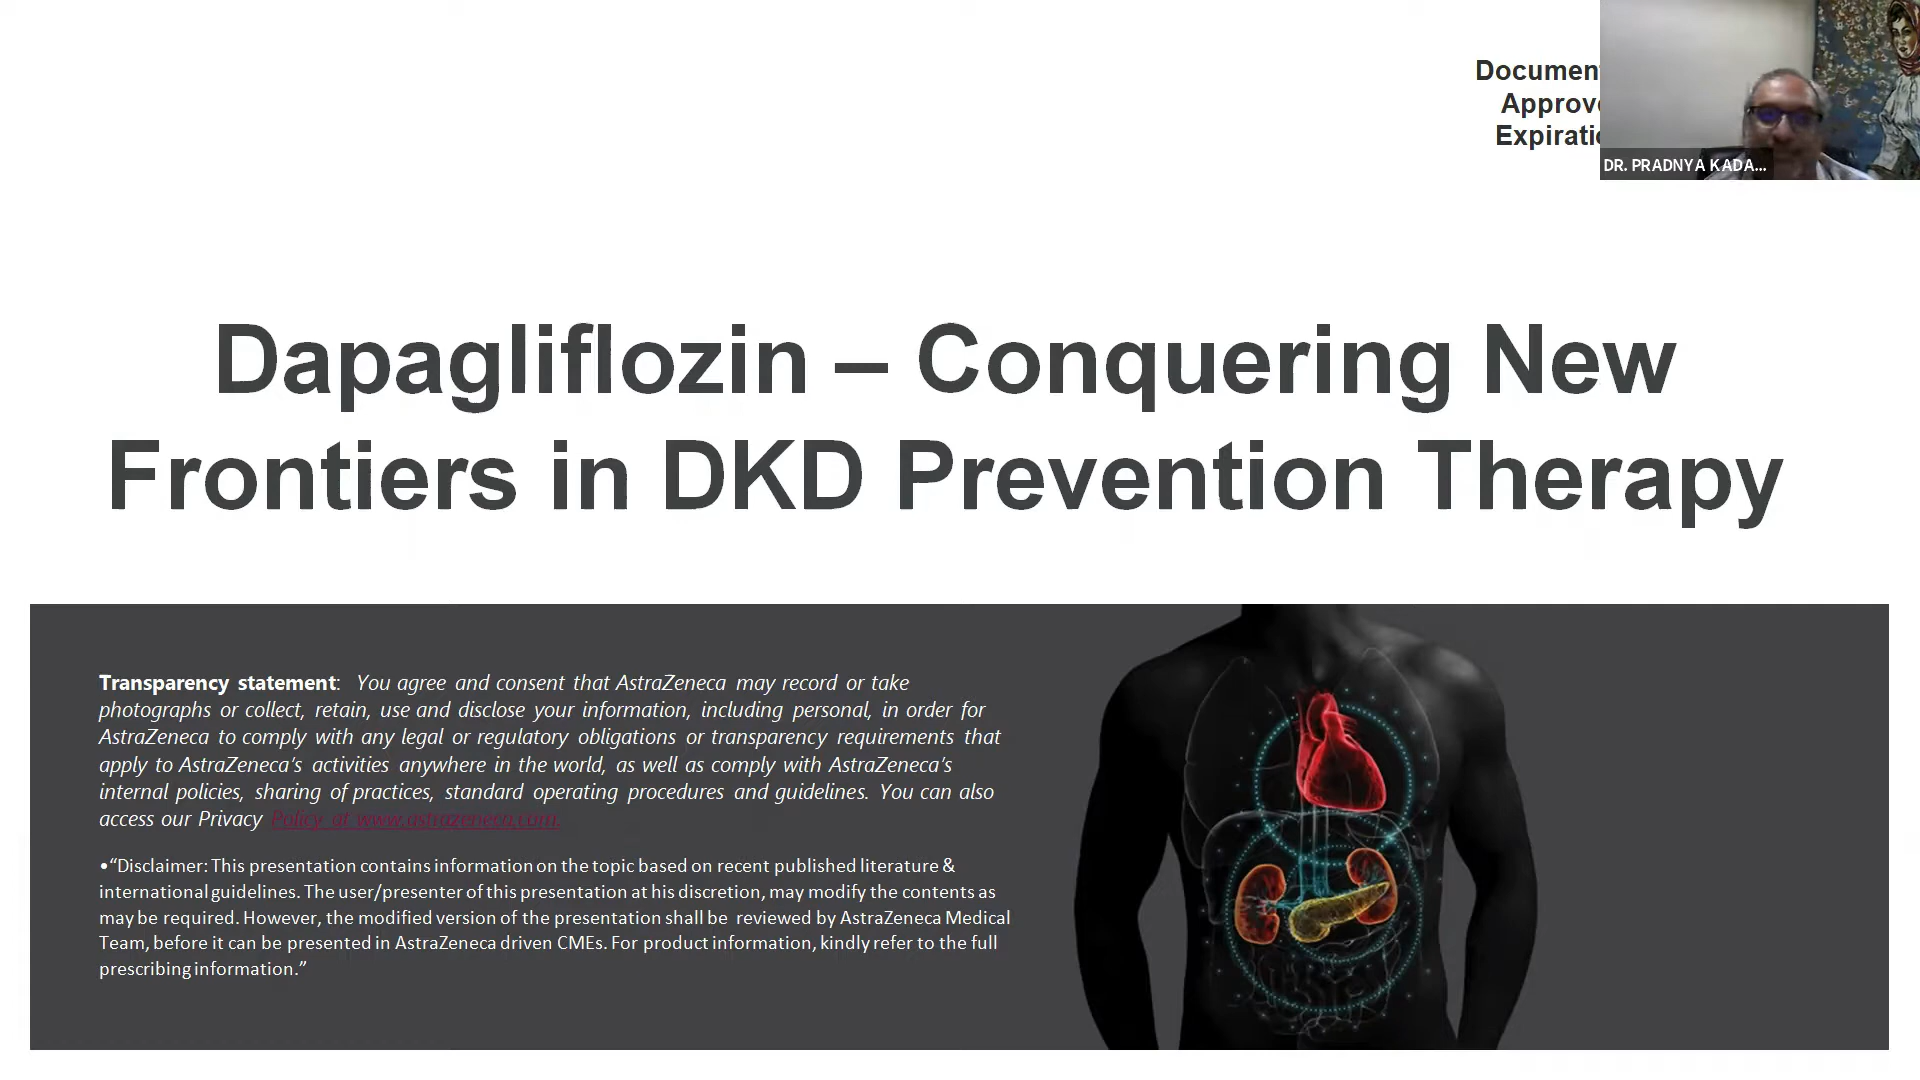 Document
Approve
Expiratio
DR. PRADNYA KADA...
Dapagliflozin – Conquering New
Frontiers in DKD Prevention Therapy
Transparency statement: You agree and consent that AstraZeneca may record or take
photographs or collect, retain, use and disclose your information, including personal, in order for
AstraZeneca to comply with any legal or regulatory obligations or transparency requirements that
apply to AstraZeneca’s activities anywhere in the world, as well as comply with AstraZeneca’s
internal policies, sharing of practices, standard operating procedures and guidelines. You can also
access our Privacy Policy at www.astrazeneca.com.
•“Disclaimer: This presentation contains information on the topic based on recent published literature &
international guidelines. The user/presenter of this presentation at his discretion, may modify the contents as
may be required. However, the modified version of the presentation shall be reviewed by AstraZeneca Medical
Team, before it can be presented in AstraZeneca driven CMEs. For product information, kindly refer to the full
prescribing information.”